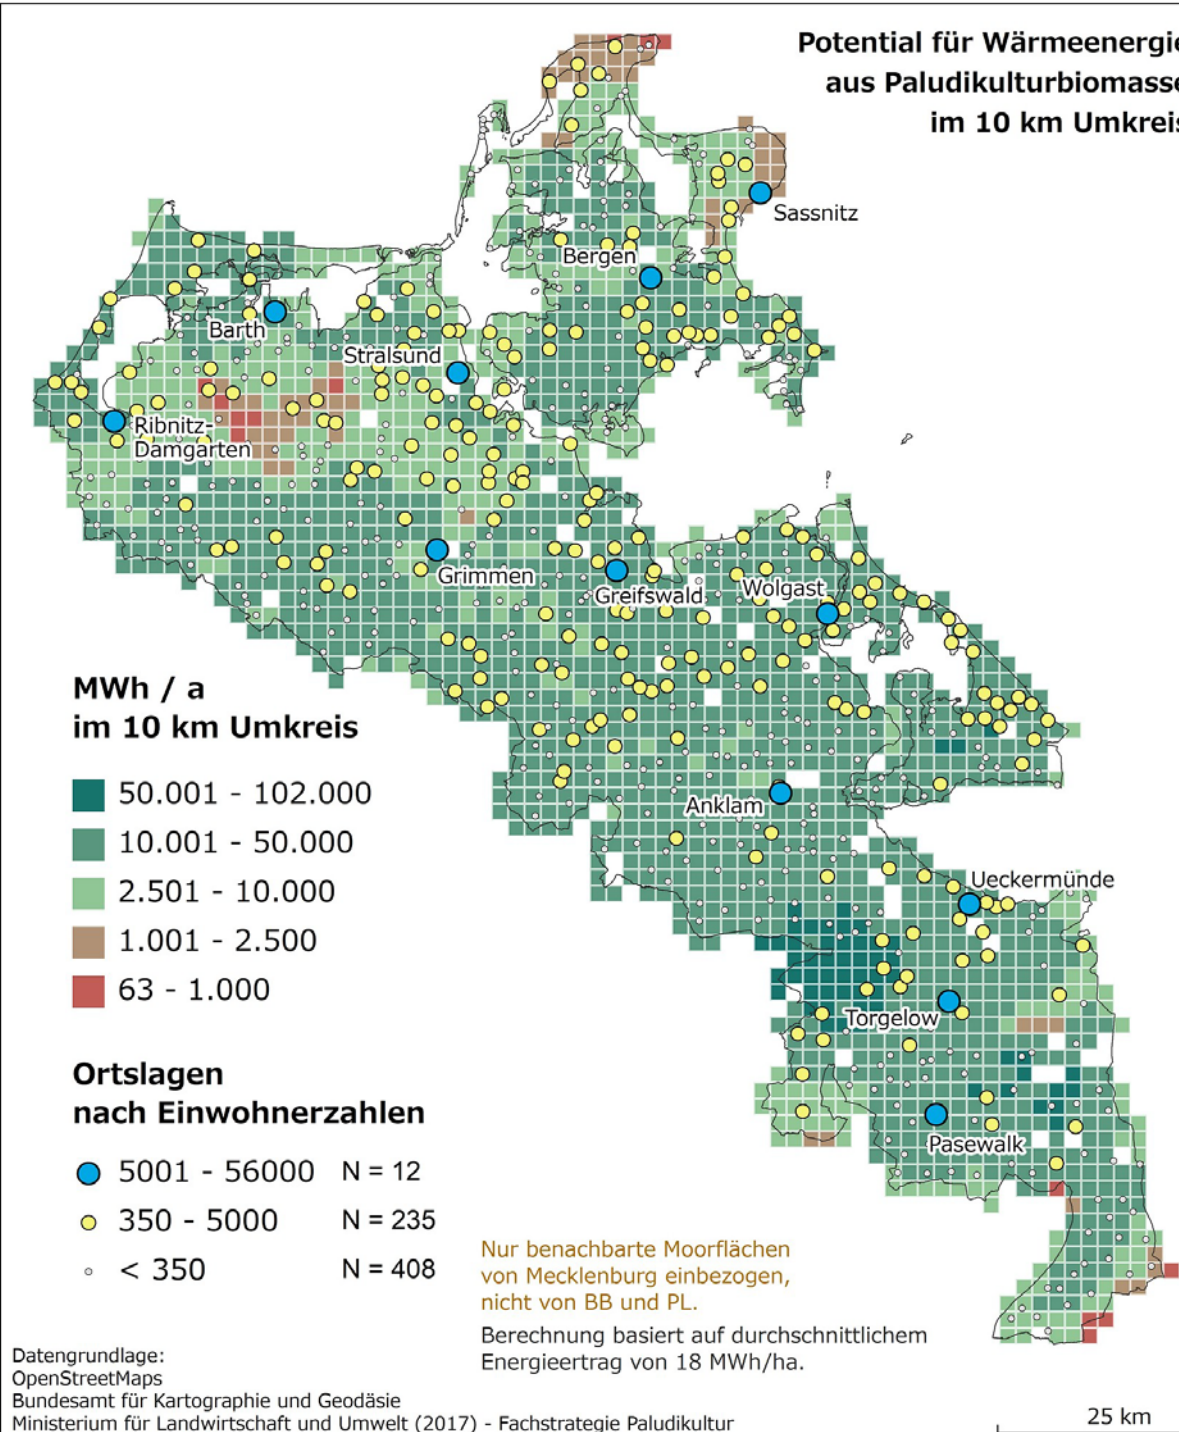 Potential für Wärmeenergie
aus Paludikulturbiomasse
im 10 km Umkreis
Sassnitz
Bergen
Barth
Stralsund
Ribnitz-
Damgarten
Grimmen
Greifswald
Wolgast
MWh / a
im 10 km Umkreis
50.001 - 102.000
10.001 - 50.000
2.501 - 10.000
1.001 - 2.500
63 - 1.000
Anklam
Ueckermünde
Torgelow
Pasewalk
Ortslagen
nach Einwohnerzahlen
5001 - 56000 N = 12
350 - 5000 N = 235
< 350 N = 408
Nur benachbarte Moorflächen
von Mecklenburg einbezogen,
nicht von BB und PL.
Berechnung basiert auf durchschnittlichem
Energieertrag von 18 MWh/ha.
Datengrundlage:
OpenStreetMaps
Bundesamt für Kartographie und Geodäsie
Ministerium für Landwirtschaft und Umwelt (2017) - Fachstrategie Paludikultur
25 km